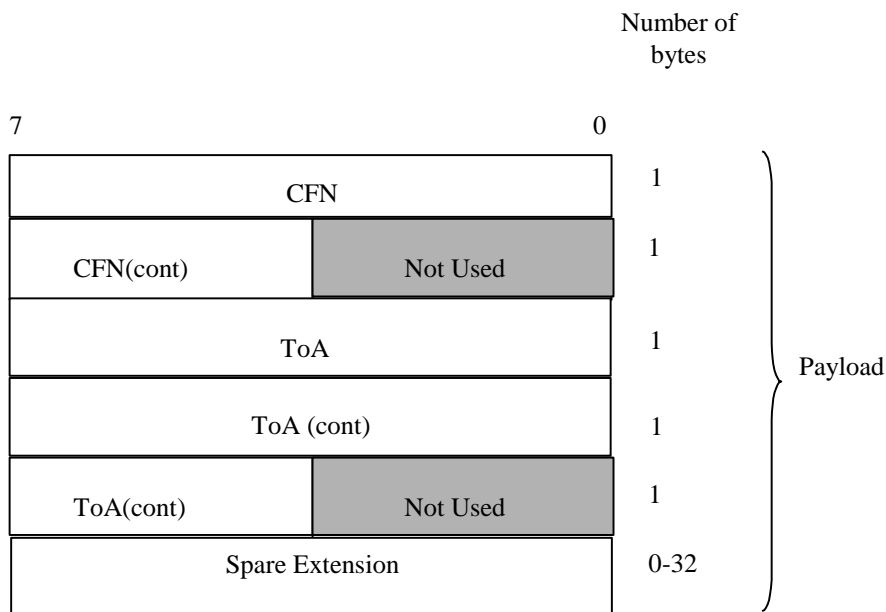 Number of
bytes
7 0
CFN 1
CFN(cont) Not Used 1
ToA 1
Payload
ToA (cont) 1
ToA(cont) Not Used 1
Spare Extension 0-32